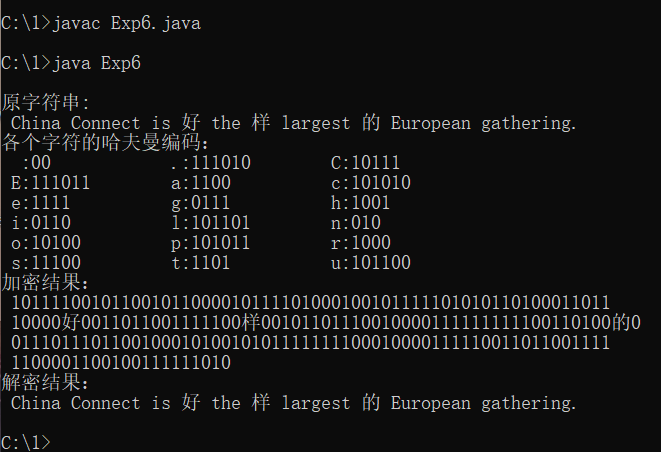 C:\1>javac Exp6.java
C:\1>java Exp6
原字符串:
China Connect is 好 the 样 largest 的 European gathering.
各个字符的哈夫曼编码:
 :00 .:111010 C:10111
E:111011 a:1100 c:101010
e:1111 g:0111 h:1001
i:0110 l:101101 n:010
o:10100 p:101011 r:1000
s:11100 t:1101 u:101100
加密结果:
101111001011001011000010111101000100101111101010110100011011
10000好0011011001111100样00101101110010000111111111100110100的0
011101110110010001010010101111111100010000111110011011001111
1100001100100111111010
解密结果:
China Connect is 好 the 样 largest 的 European gathering.
C:\1>